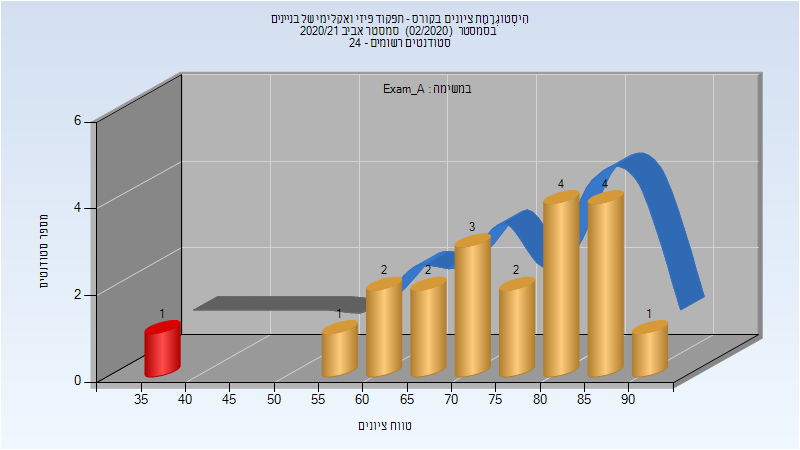 היסטוגרמת ציונים בקורס - תפקוד פיזי ואקלימי של בניינים
בסמסטר (02/2020) סמסטר אביב 2020/21
סטודנטים רשומים - 24
במשימה : Exam_A
מספר סטודנטים
6
4
2
0
1
1
2
2
3
2
4
4
1
35 40 45 50 55 60 65 70 75 80 85 90
טווח ציונים